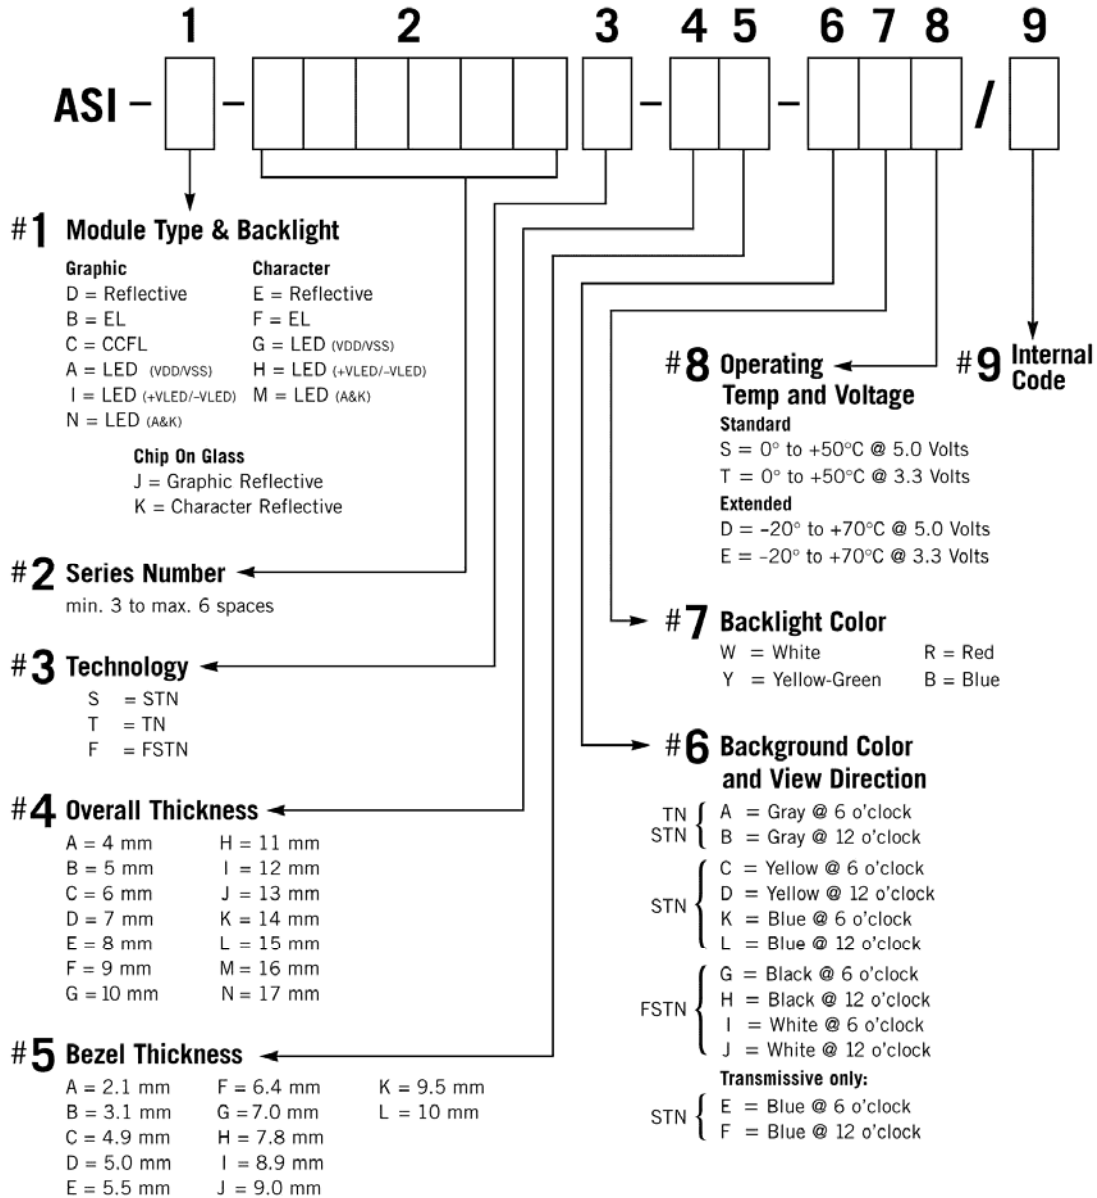 1 2 3 4 5 6 7 8 9
ASI – – – – /
#1 Module Type & Backlight
Graphic
D = Reflective
B = EL
C = CCFL
A = LED (VDD/VSS)
I = LED (+VLED/–VLED)
N = LED (A&K)
Character
E = Reflective
F = EL
G = LED (VDD/VSS)
H = LED (+VLED/–VLED)
M = LED (A&K)
Chip On Glass
J = Graphic Reflective
K = Character Reflective
#2 Series Number
min. 3 to max. 6 spaces
#3 Technology
S = STN
T = TN
F = FSTN
#4 Overall Thickness
A = 4 mm
B = 5 mm
C = 6 mm
D = 7 mm
E = 8 mm
F = 9 mm
G = 10 mm
H = 11 mm
I = 12 mm
J = 13 mm
K = 14 mm
L = 15 mm
M = 16 mm
N = 17 mm
#5 Bezel Thickness
A = 2.1 mm
B = 3.1 mm
C = 4.9 mm
D = 5.0 mm
E = 5.5 mm
F = 6.4 mm
G = 7.0 mm
H = 7.8 mm
I = 8.9 mm
J = 9.0 mm
K = 9.5 mm
L = 10 mm
#8 Operating
Temp and Voltage
Standard
S = 0° to +50°C @ 5.0 Volts
T = 0° to +50°C @ 3.3 Volts
Extended
D = –20° to +70°C @ 5.0 Volts
E = –20° to +70°C @ 3.3 Volts
#9 Internal
Code
#7 Backlight Color
W = White
Y = Yellow-Green
R = Red
B = Blue
#6 Background Color
and View Direction
TN
STN
A = Gray @ 6 o'clock
B = Gray @ 12 o'clock
STN
C = Yellow @ 6 o'clock
D = Yellow @ 12 o'clock
K = Blue @ 6 o'clock
L = Blue @ 12 o'clock
FSTN
G = Black @ 6 o'clock
H = Black @ 12 o'clock
I = White @ 6 o'clock
J = White @ 12 o'clock
Transmissive only:
STN
E = Blue @ 6 o'clock
F = Blue @ 12 o'clock